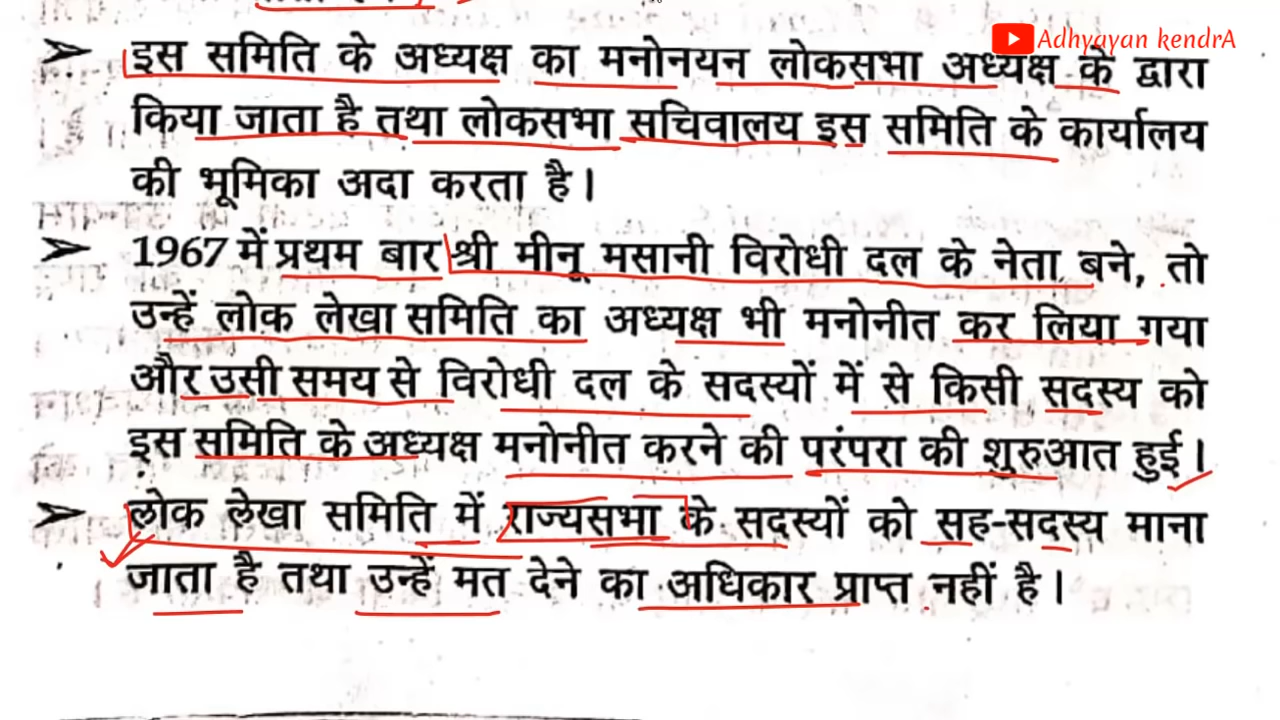 Adhyayan kendrA
➤ इस समिति के अध्यक्ष का मनोनयन लोकसभा अध्यक्ष के द्वारा
किया जाता है तथा लोकसभा सचिवालय इस समिति के कार्यालय
की भूमिका अदा करता है।
➤ 1967 में प्रथम बार श्री मीनू मसानी विरोधी दल के नेता बने, तो
उन्हें लोक लेखा समिति का अध्यक्ष भी मनोनीत कर लिया गया
और उसी समय से विरोधी दल के सदस्यों में से किसी सदस्य को
इस समिति के अध्यक्ष मनोनीत करने की परंपरा की शुरुआत हुई।
➤ लोक लेखा समिति में राज्यसभा के सदस्यों को सह-सदस्य माना
जाता है तथा उन्हें मत देने का अधिकार प्राप्त नहीं है।